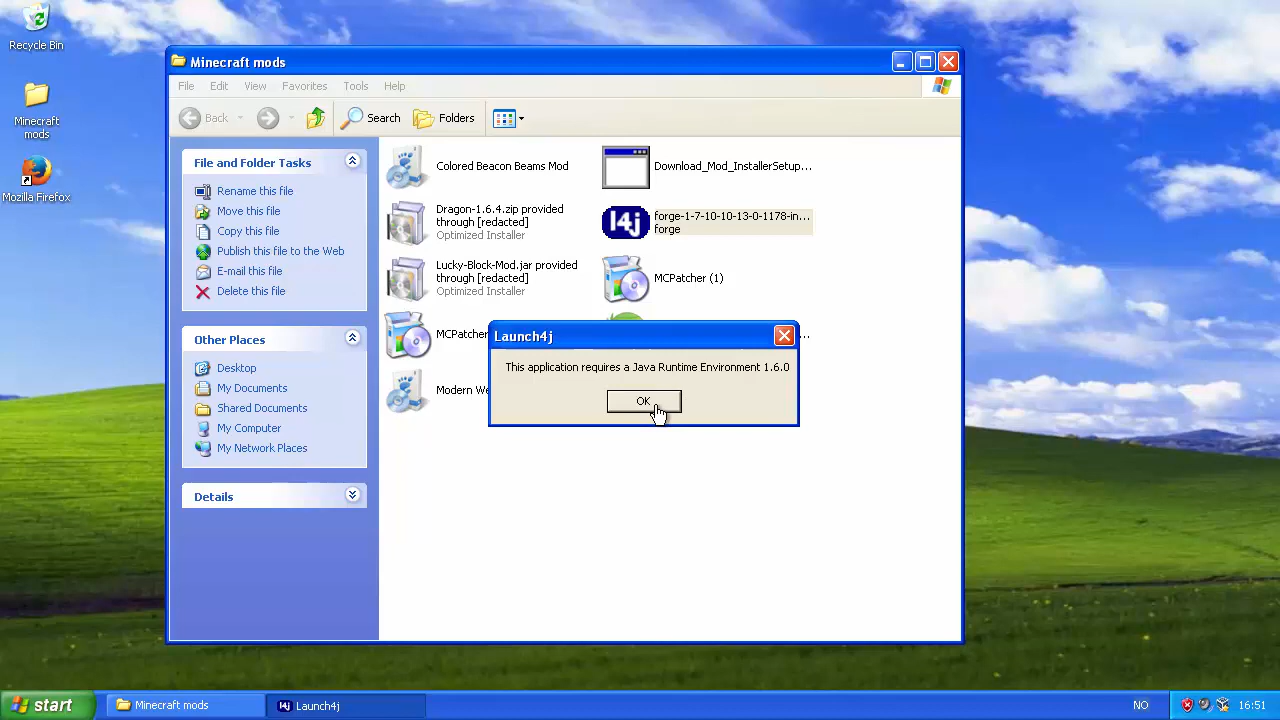 Recycle Bin
Minecraft
mods
Mozilla Firefox
Minecraft mods
File Edit View Favorites Tools Help
Back Search Folders
File and Folder Tasks
Rename this file
Move this file
Copy this file
Publish this file to the Web
E-mail this file
Delete this file
Other Places
Desktop
My Documents
Shared Documents
My Computer
My Network Places
Details
Colored Beacon Beams Mod
Download_Mod_InstallerSetup...
Dragon-1.6.4.zip provided
through [redacted]
Optimized Installer
l4j
forge-1-7-10-10-13-0-1178-in...
forge
Lucky-Block-Mod.jar provided
through [redacted]
Optimized Installer
MCPatcher (1)
MCPatcher
...
Modern We
Launch4j
This application requires a Java Runtime Environment 1.6.0
OK
start
Minecraft mods
l4j Launch4j
NO
16:51